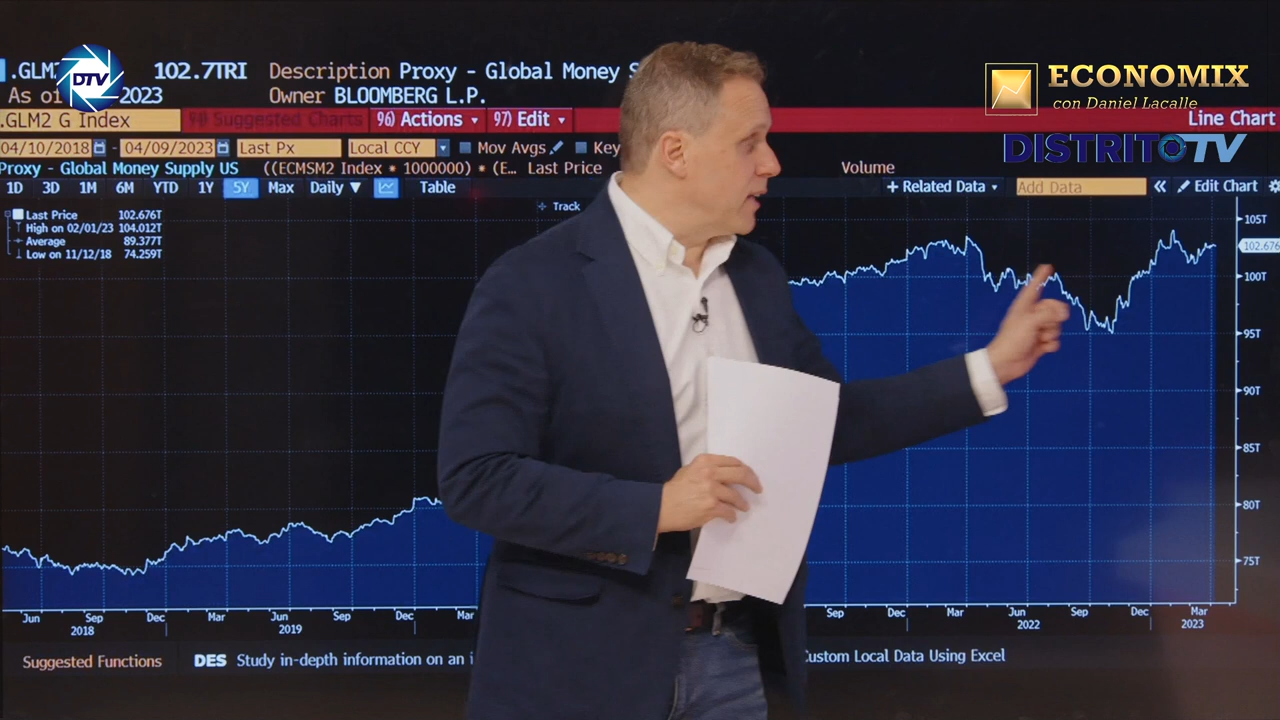 .GLM2 102.7TRI Description Proxy - Global Money S
DTV
As of 2023 Owner BLOOMBERG L.P.
ECONOMIX
con Daniel Lacalle
DISTRITOTV
.GLM2 G Index 98) Suggested Charts 96) Actions 97) Edit Line Chart
04/10/2018 - 04/09/2023 Last Px Local CCY Mov Avgs Key
Proxy - Global Money Supply US ((ECMSM2 Index * 1000000) * (E... Last Price Volume
1D 3D 1M 6M YTD 1Y 5Y Max Daily ▼ Table + Related Data Add Data « Edit Chart
Track
Last Price 102.676T
High on 02/01/23 104.012T
Average 89.377T
Low on 11/12/18 74.259T
105T
102.676
100T
95T
90T
85T
80T
75T
Jun Sep Dec Mar Jun Sep Dec Mar Sep Dec Mar Jun Sep Dec Mar
2018 2019 2022 2023
Suggested Functions DES Study in-depth information on an i ustom Local Data Using Excel